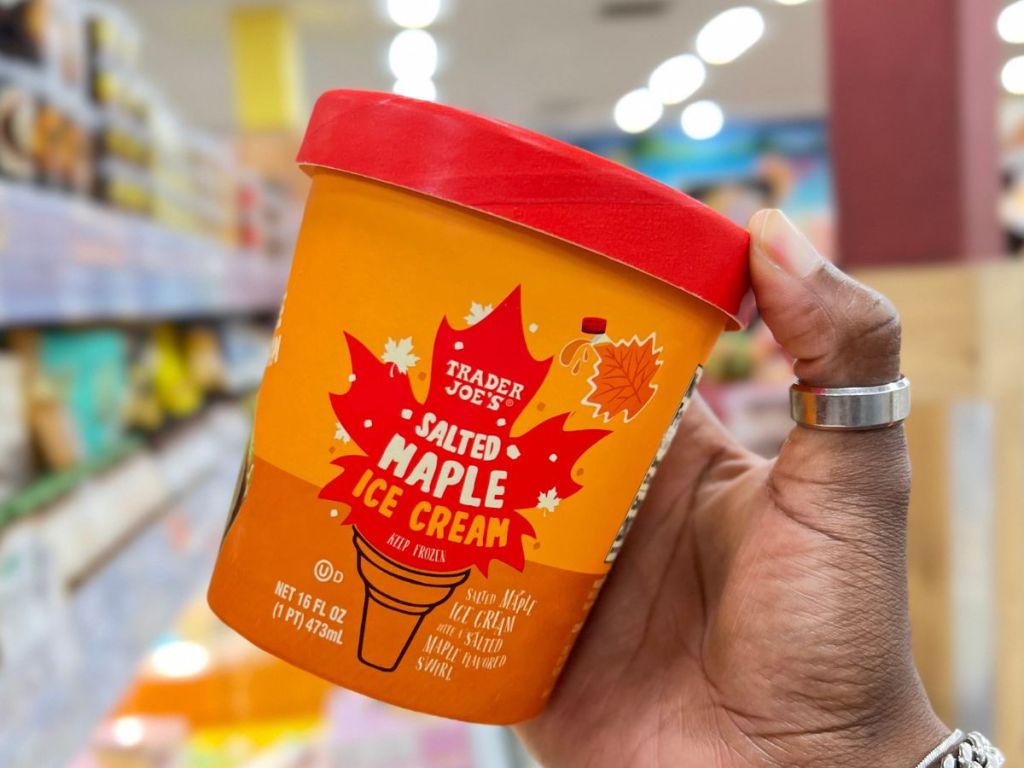 TRADER
JOE'S®
SALTED
MAPLE
ICE CREAM
KEEP FROZEN
U D
NET 16 FL OZ
(1 PT) 473mL
SALTED MAPLE
ICE CREAM
WITH A SALTED
MAPLE FLAVORED
SWIRL